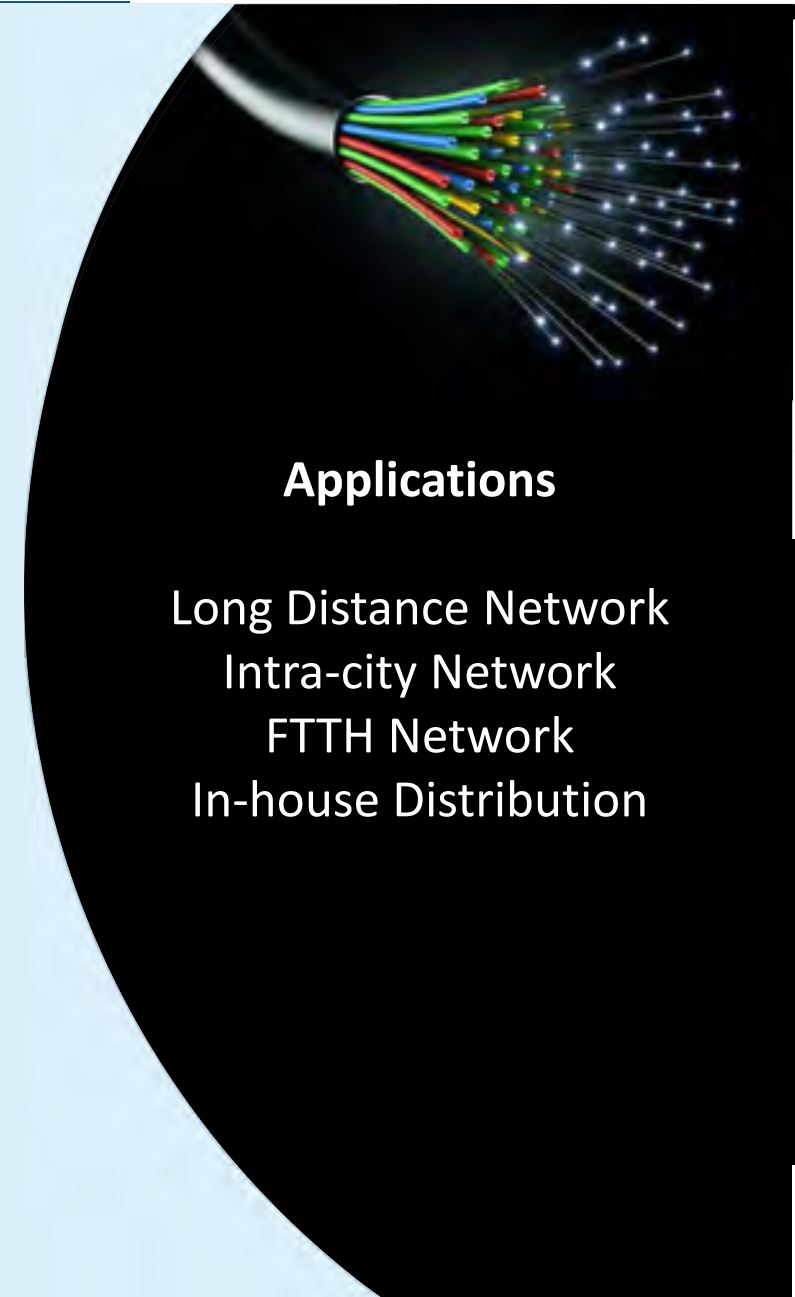 Applications
Long Distance Network
Intra-city Network
FTTH Network
In-house Distribution